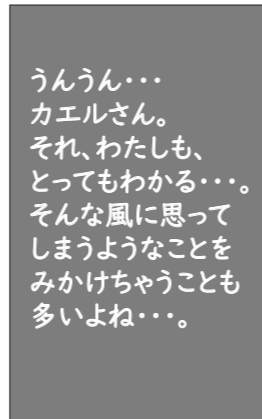 うんうん･･･
カエルさん。
それ、わたしも、
とってもわかる･･･。
そんな風に思って
しまうようなことを
みかけちゃうことも
多いよね･･･。